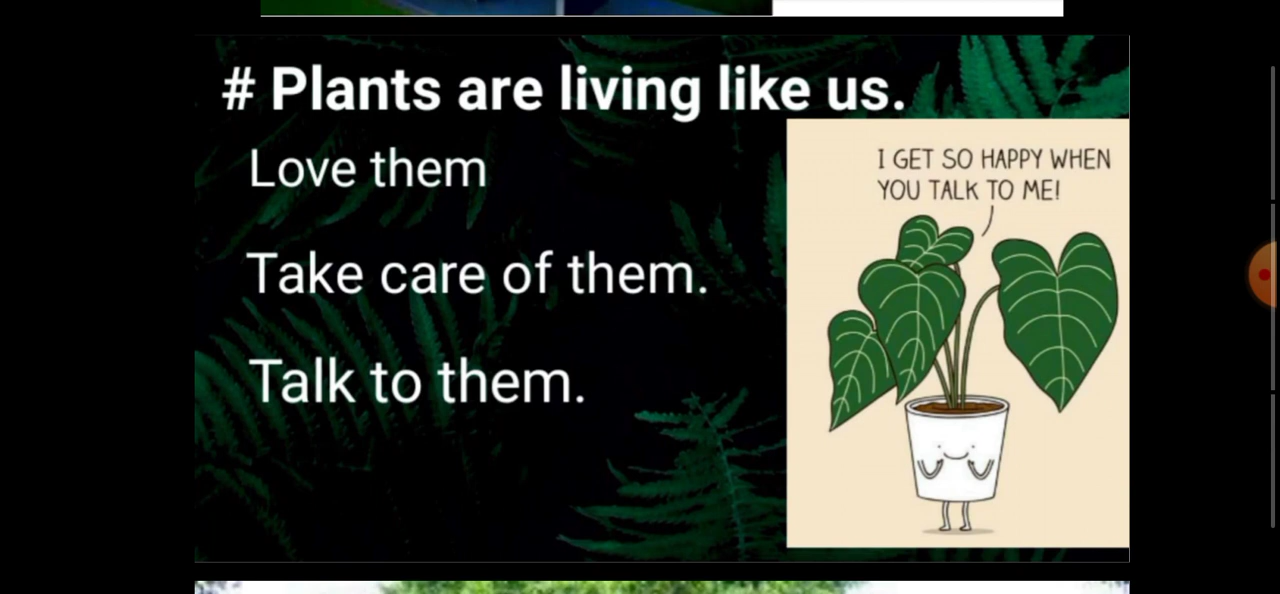 # Plants are living like us.
Love them
Take care of them.
Talk to them.
I GET SO HAPPY WHEN
YOU TALK TO ME!